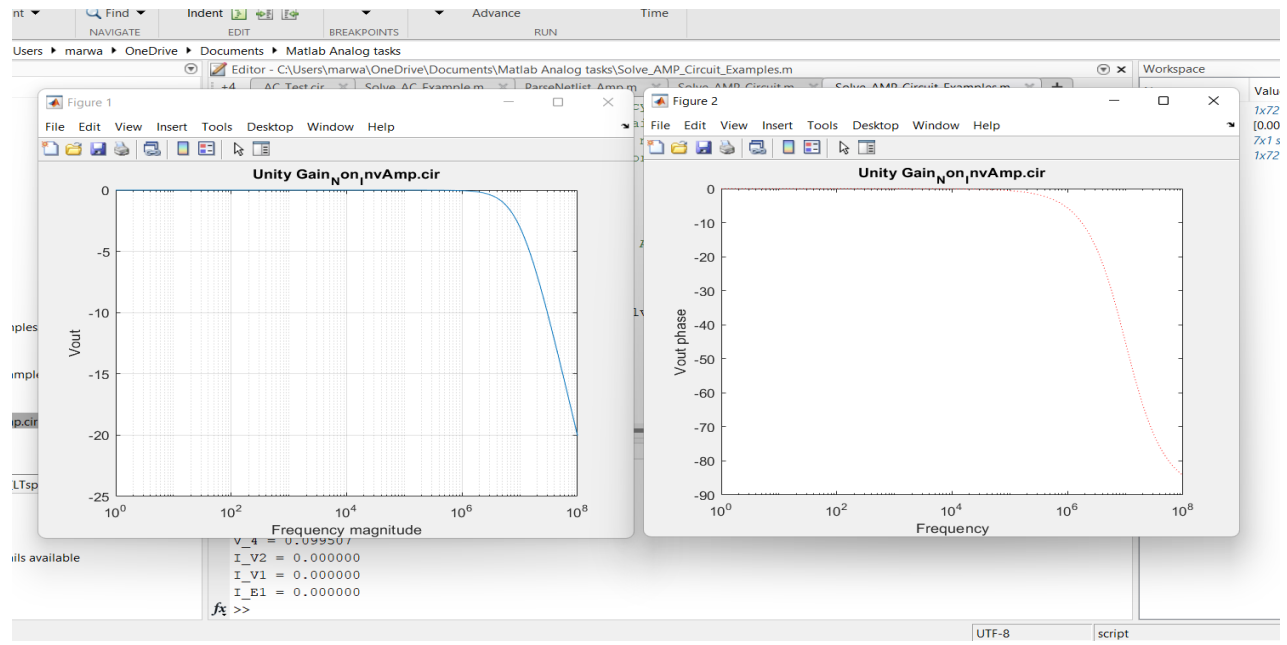 nt Find Indent Advance Time
NAVIGATE EDIT BREAKPOINTS RUN
Users marwa OneDrive Documents Matlab Analog tasks
Editor - C:\Users\marwa\OneDrive\Documents\Matlab Analog tasks\Solve_AMP_Circuit_Examples.m
Workspace
+4 AC_Test.cir Solve_AC_Example.m ParseNetlist_Amp.m Solve_AMP_Circuit.m Solve_AMP_Circuit_Examples.m +
Valu
1x72
[0.00
7x1 s
1x72
Figure 1
File Edit View Insert Tools Desktop Window Help
Unity Gain_Non_InvAmp.cir
0
-5
-10
-15
-20
-25
Vout
10^0 10^2 10^4 10^6 10^8
Frequency magnitude
Figure 2
File Edit View Insert Tools Desktop Window Help
Unity Gain_Non_InvAmp.cir
0
-10
-20
-30
-40
-50
-60
-70
-80
-90
Vout phase
10^0 10^2 10^4 10^6 10^8
Frequency
nples
ample
p.cir
LTsp
ils available
V_4 = 0.099507
I_V2 = 0.000000
I_V1 = 0.000000
I_E1 = 0.000000
fx >>
UTF-8 script